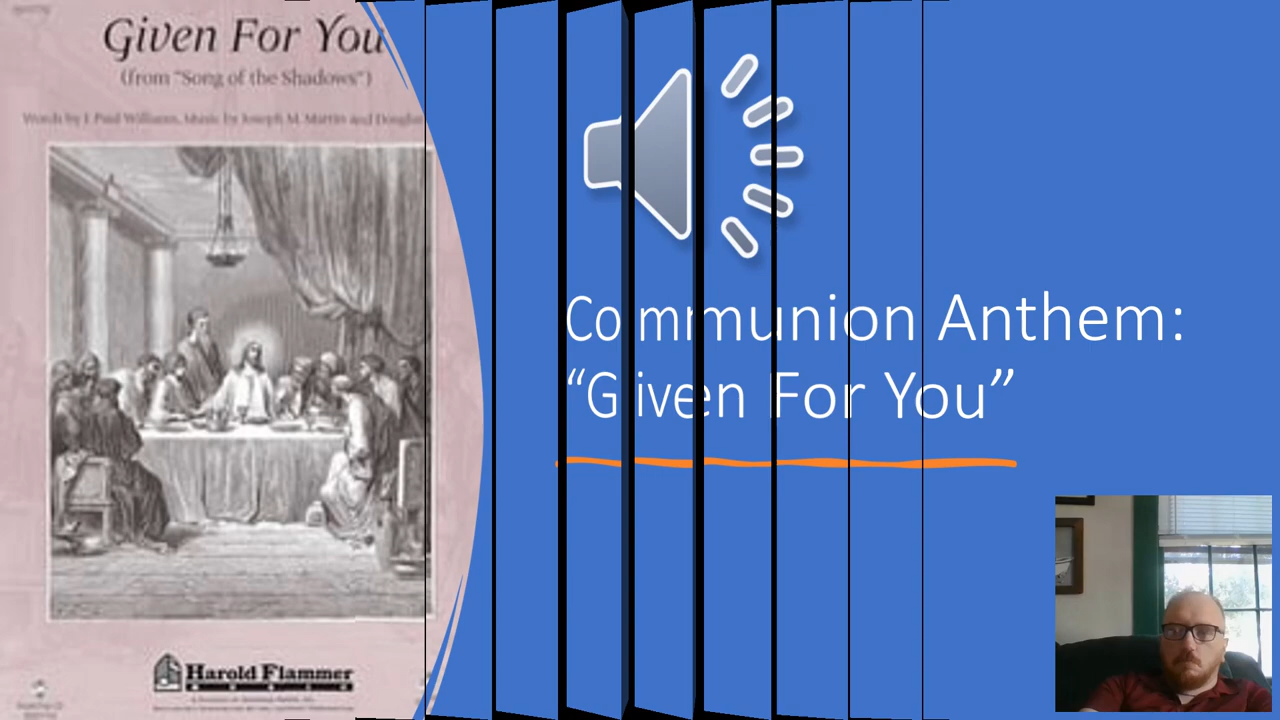 Given For You
(from "Song of the Shadows")
Words by J. Paul Williams, Music by Joseph M. Martin and Douglas
Harold Flammer
Communion Anthem:
“Given For You”